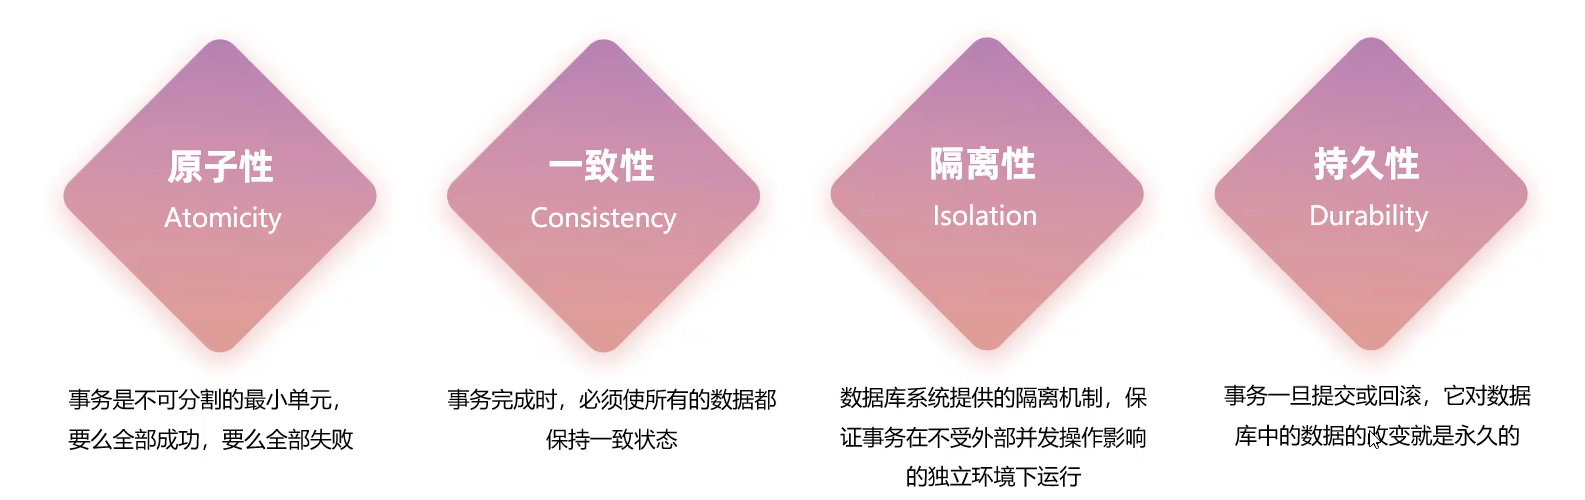 原子性
Atomicity
事务是不可分割的最小单元，
要么全部成功，要么全部失败
一致性
Consistency
事务完成时，必须使所有的数据都
保持一致状态
隔离性
Isolation
数据库系统提供的隔离机制，保
证事务在不受外部并发操作影响
的独立环境下运行
持久性
Durability
事务一旦提交或回滚，它对数据
库中的数据的改变就是永久的